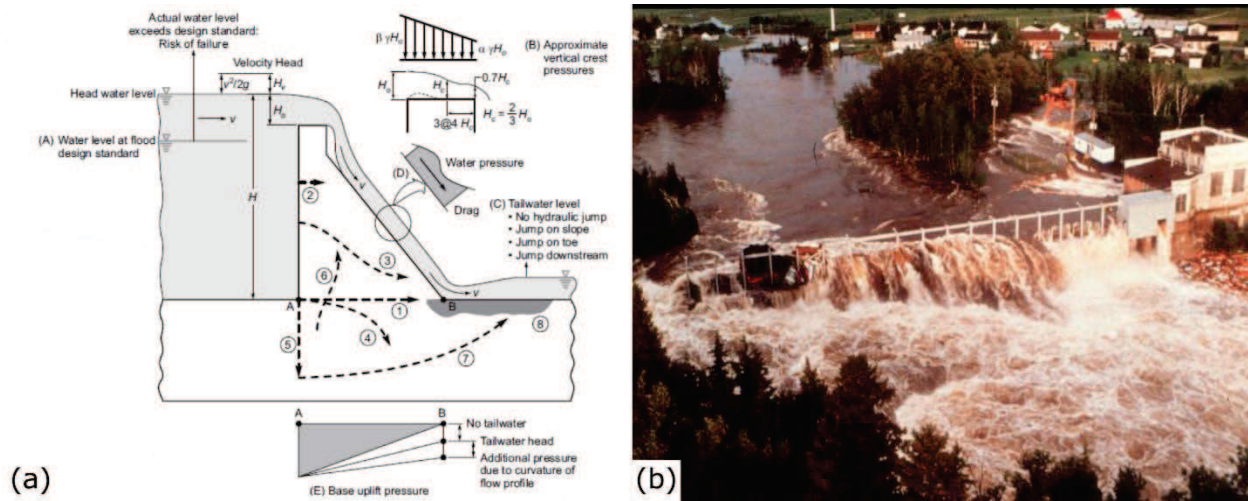 Actual water level
exceeds design standard:
Risk of failure
Velocity Head
v²/2g
Hv
Head water level
v
Ho
(A) Water level at flood
design standard
H
β γHo
α γHo
(B) Approximate
vertical crest
pressures
Ho
Hc
0.7Hc
Hc = 2/3 Ho
3@4 Hc
v
(D)
Water pressure
Drag
(C) Tailwater level
• No hydraulic jump
• Jump on slope
• Jump on toe
• Jump downstream
2
3
6
v
A
1
B
8
4
5
7
A
B
No tailwater
Tailwater head
Additional pressure
due to curvature of
flow profile
(E) Base uplift pressure
(a)
(b)